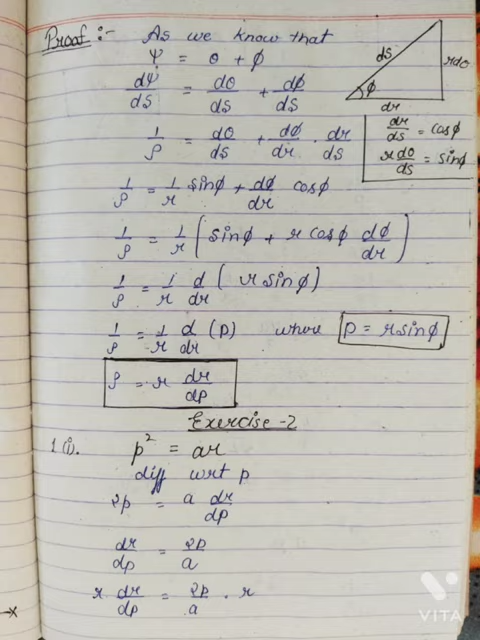 Proof :- As we know that
Ψ = θ + φ
dΨ/ds = dθ/ds + dφ/ds
1/ρ = dθ/ds + dφ/dr · dr/ds
1/ρ = 1/r sinφ + dφ/dr cosφ
1/ρ = 1/r ( sinφ + r cosφ dφ/dr )
1/ρ = 1/r d/dr ( r sinφ )
1/ρ = 1/r d/dr (P) where P = r sinφ
ρ = r dr/dp
ds
rdθ
φ
dr
dr/ds = cosφ
rdθ/ds = sinφ
Exercise -2
1(i). p² = ar
diff wrt p
2p = a dr/dp
dr/dp = 2p/a
r dr/dp = 2p/a · r
VITA